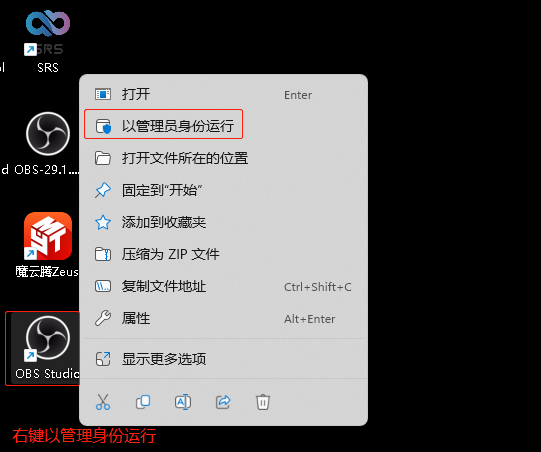 SRS
SRS
ol
打开 Enter
以管理员身份运行
打开文件所在的位置
d OBS-29.1....
固定到"开始"
添加到收藏夹
压缩为 ZIP 文件
魔云腾Zeus
复制文件地址 Ctrl+Shift+C
属性 Alt+Enter
显示更多选项
OBS Studio
右键以管理身份运行